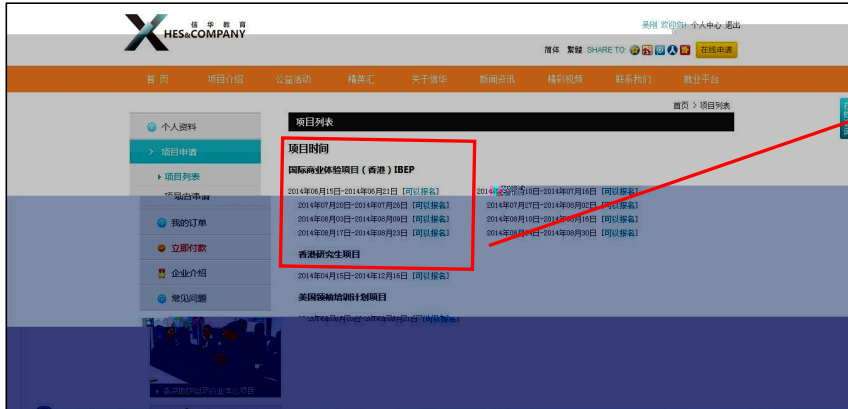 信华教育
HES&COMPANY
吴刚 欢迎您! 个人中心 退出
简体 繁體 SHARE TO: 在线申请
首页 项目介绍 公益活动 精英汇 关于信华 新闻资讯 精彩视频 联系我们 就业平台
首页 > 项目列表
个人资料
项目列表
> 项目申请
项目时间
项目列表
国际商业体验项目（香港）IBEP
2014年06月15日-2014年06月21日【可以报名】
2014年07月20日-2014年07月26日【可以报名】 2014年07月27日-2014年08月02日【可以报名】
我的订单
2014年08月03日-2014年08月09日【可以报名】 2014年08月10日-2014年08月16日【可以报名】
2014年08月17日-2014年08月23日【可以报名】 2014年08月24日-2014年08月30日【可以报名】
立即付款
香港研究生项目
企业介绍
2014年04月15日-2014年12月16日【可以报名】
常见问题
美国领袖培训计划项目